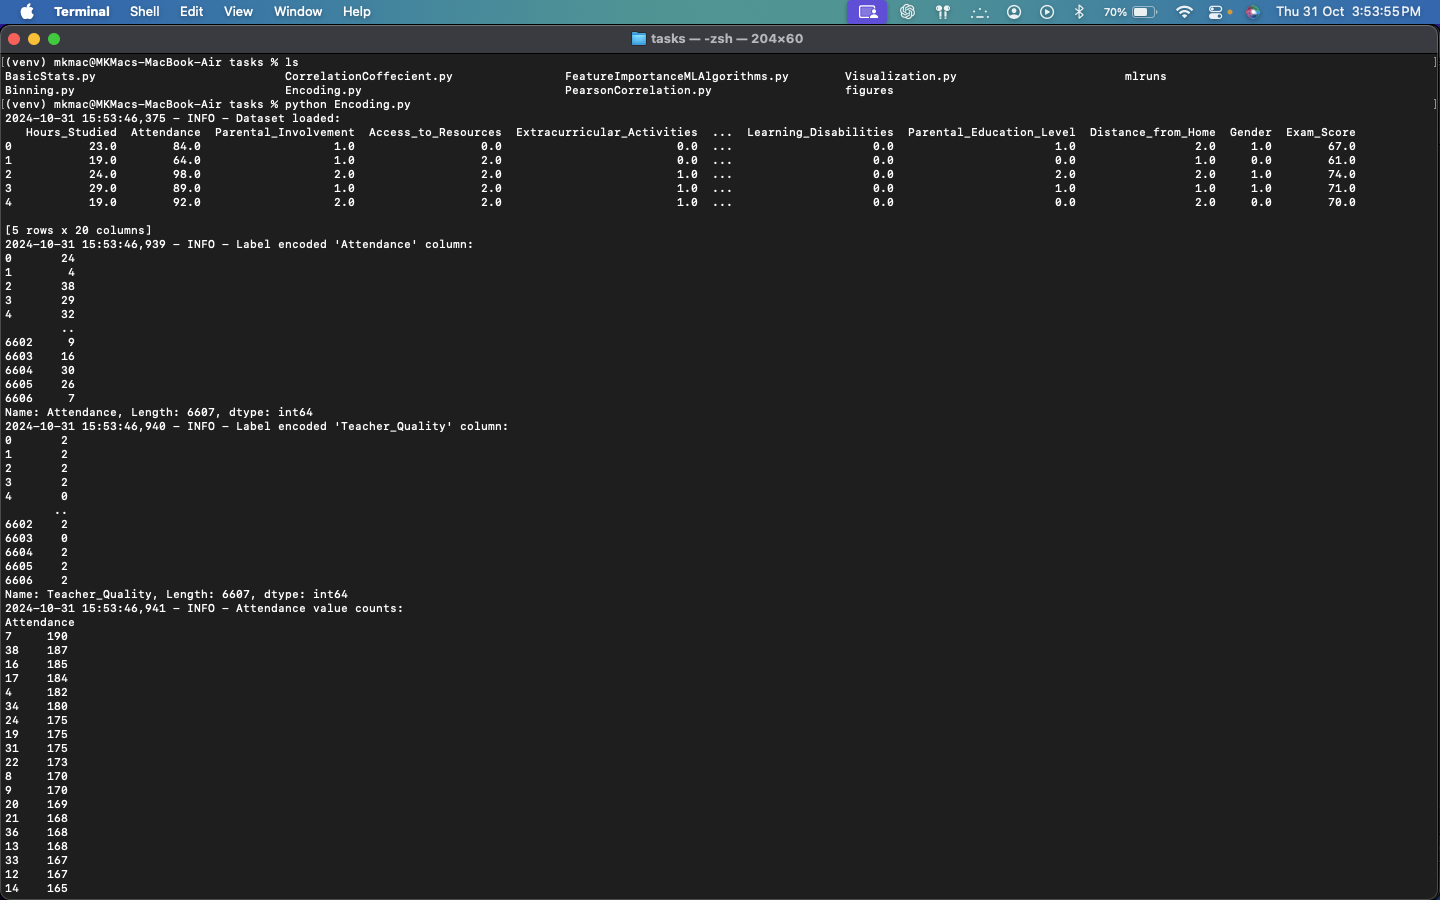 Terminal Shell Edit View Window Help 70% Thu 31 Oct 3:53:55 PM
tasks — -zsh — 204×60
[(venv) mkmac@MKMacs-MacBook-Air tasks % ls ]
BasicStats.py CorrelationCoffecient.py FeatureImportanceMLAlgorithms.py Visualization.py mlruns
Binning.py Encoding.py PearsonCorrelation.py figures
[(venv) mkmac@MKMacs-MacBook-Air tasks % python Encoding.py ]
2024-10-31 15:53:46,375 - INFO - Dataset loaded:
Hours_Studied Attendance Parental_Involvement Access_to_Resources Extracurricular_Activities ... Learning_Disabilities Parental_Education_Level Distance_from_Home Gender Exam_Score
0 23.0 84.0 1.0 0.0 0.0 ... 0.0 1.0 2.0 1.0 67.0
1 19.0 64.0 1.0 2.0 0.0 ... 0.0 0.0 1.0 0.0 61.0
2 24.0 98.0 2.0 2.0 1.0 ... 0.0 2.0 2.0 1.0 74.0
3 29.0 89.0 1.0 2.0 1.0 ... 0.0 1.0 1.0 1.0 71.0
4 19.0 92.0 2.0 2.0 1.0 ... 0.0 0.0 2.0 0.0 70.0
[5 rows x 20 columns]
2024-10-31 15:53:46,939 - INFO - Label encoded 'Attendance' column:
0 24
1 4
2 38
3 29
4 32
..
6602 9
6603 16
6604 30
6605 26
6606 7
Name: Attendance, Length: 6607, dtype: int64
2024-10-31 15:53:46,940 - INFO - Label encoded 'Teacher_Quality' column:
0 2
1 2
2 2
3 2
4 0
..
6602 2
6603 0
6604 2
6605 2
6606 2
Name: Teacher_Quality, Length: 6607, dtype: int64
2024-10-31 15:53:46,941 - INFO - Attendance value counts:
Attendance
7 190
38 187
16 185
17 184
4 182
34 180
24 175
19 175
31 175
22 173
8 170
9 170
20 169
21 168
36 168
13 168
33 167
12 167
14 165